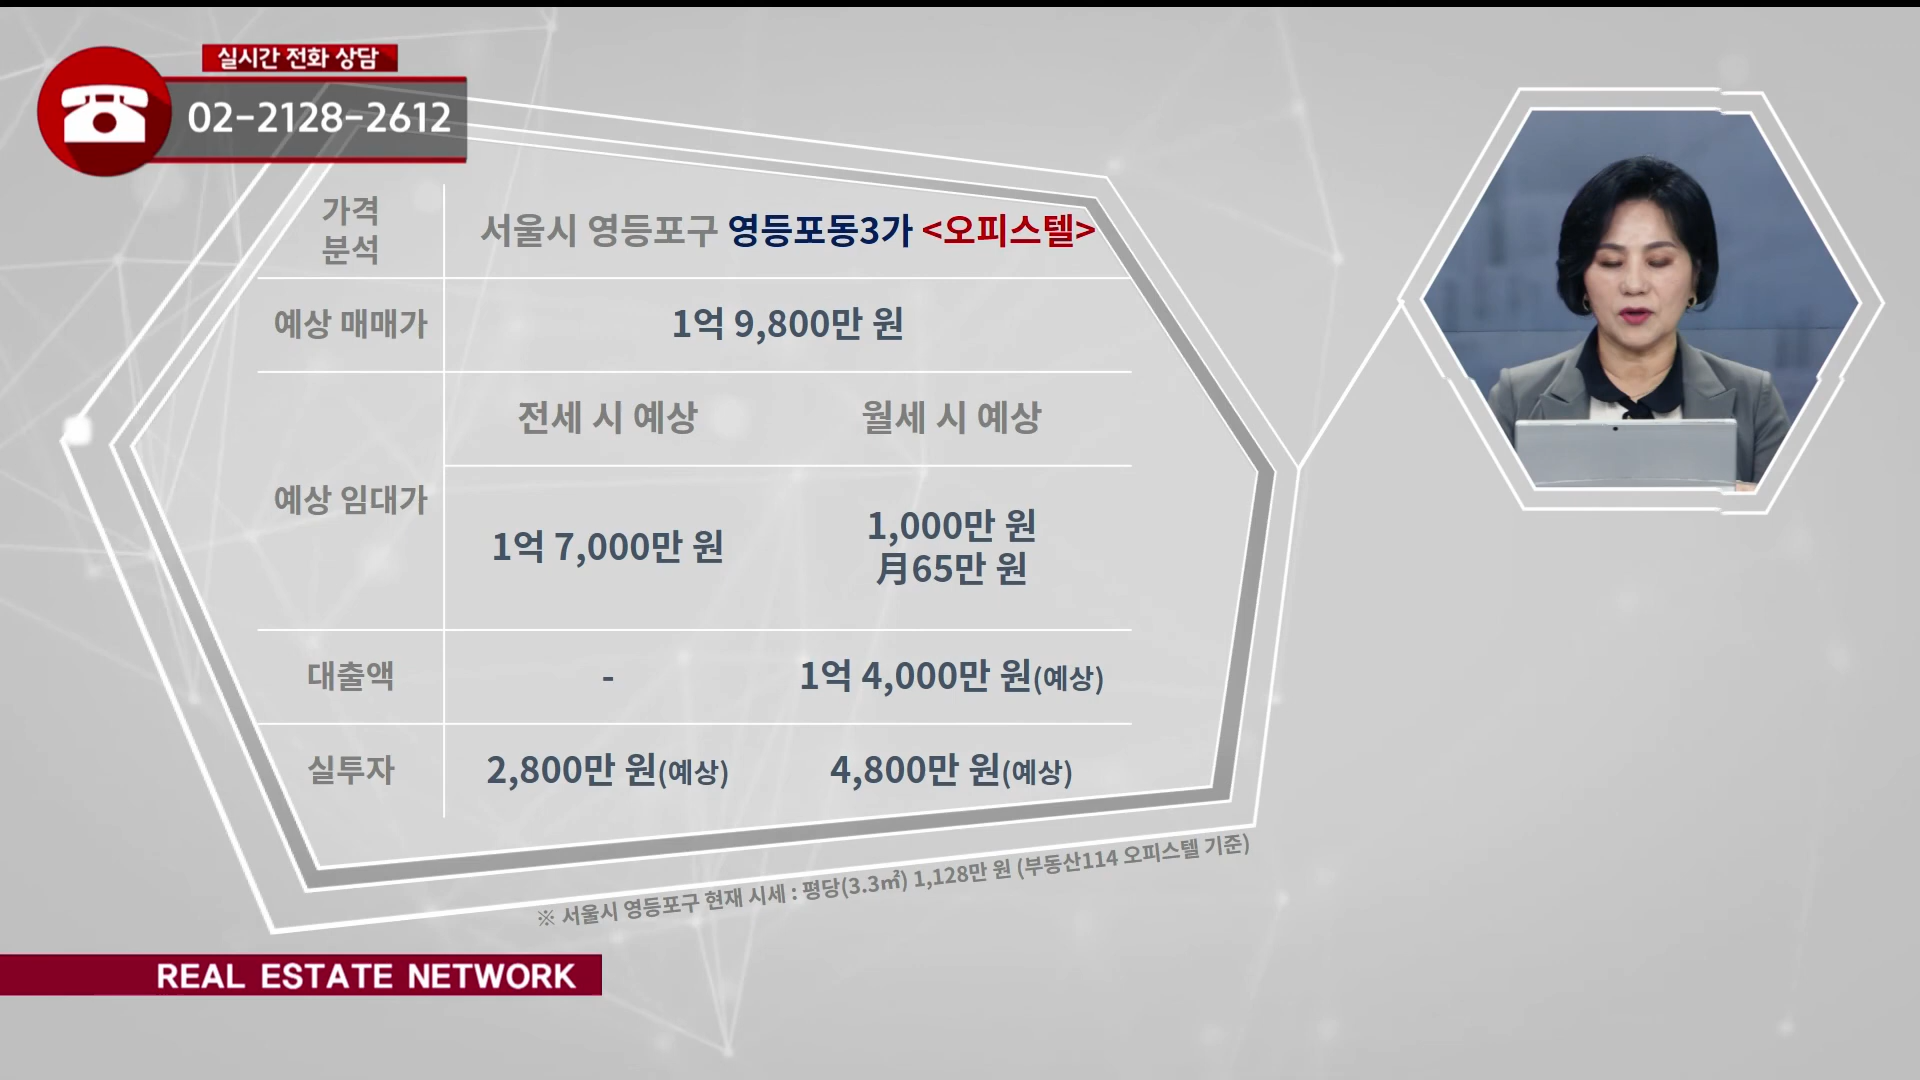 실시간 전화 상담
02-2128-2612
가격
분석
서울시 영등포구 영등포동3가 <오피스텔>
예상 매매가
1억 9,800만 원
전세 시 예상
월세 시 예상
예상 임대가
1억 7,000만 원
1,000만 원
月65만 원
대출액
-
1억 4,000만 원(예상)
실투자
2,800만 원(예상)
4,800만 원(예상)
※ 서울시 영등포구 현재 시세 : 평당(3.3㎡) 1,128만 원 (부동산114 오피스텔 기준)
REAL ESTATE NETWORK